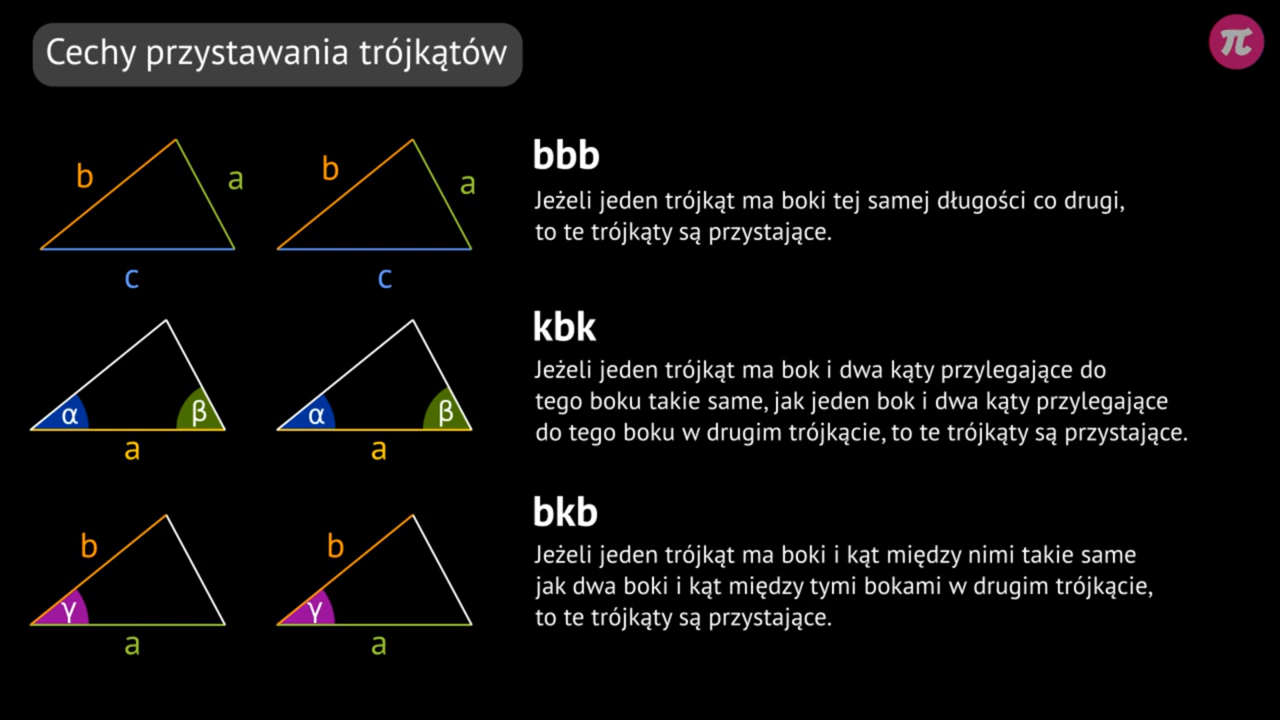 Cechy przystawania trójkątów
π
b
a
b
a
c
c
bbb
Jeżeli jeden trójkąt ma boki tej samej długości co drugi,
to te trójkąty są przystające.
α
β
α
β
a
a
kbk
Jeżeli jeden trójkąt ma bok i dwa kąty przylegające do
tego boku takie same, jak jeden bok i dwa kąty przylegające
do tego boku w drugim trójkącie, to te trójkąty są przystające.
b
b
γ
γ
a
a
bkb
Jeżeli jeden trójkąt ma boki i kąt między nimi takie same
jak dwa boki i kąt między tymi bokami w drugim trójkącie,
to te trójkąty są przystające.